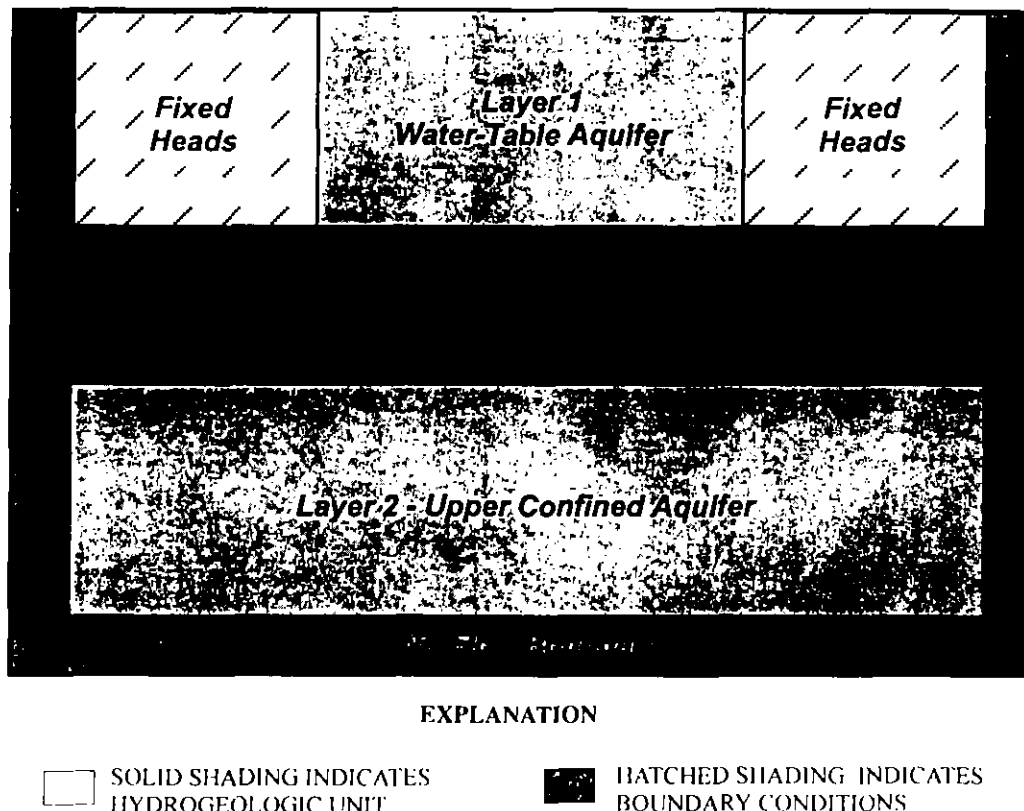 Fixed
Heads
Layer 1
Water-Table Aquifer
Fixed
Heads
Layer 2 - Upper Confined Aquifer
EXPLANATION
SOLID SHADING INDICATES
HYDROGEOLOGIC UNIT
HATCHED SHADING INDICATES
BOUNDARY CONDITIONS